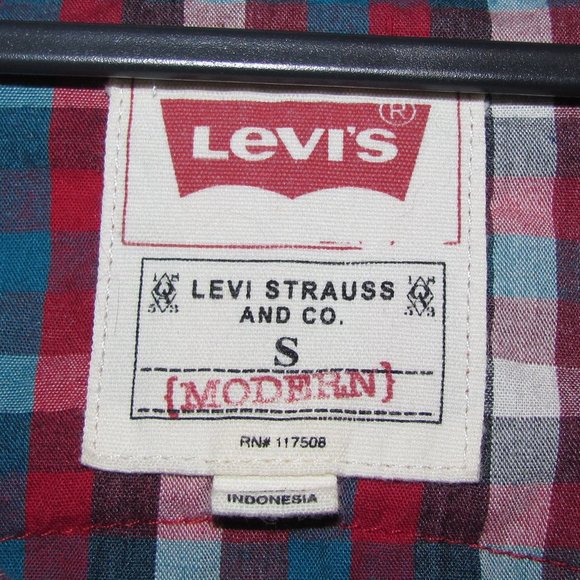 LEVI'S ®
LEVI STRAUSS
AND CO.
S
{MODERN}
RN# 117508
INDONESIA